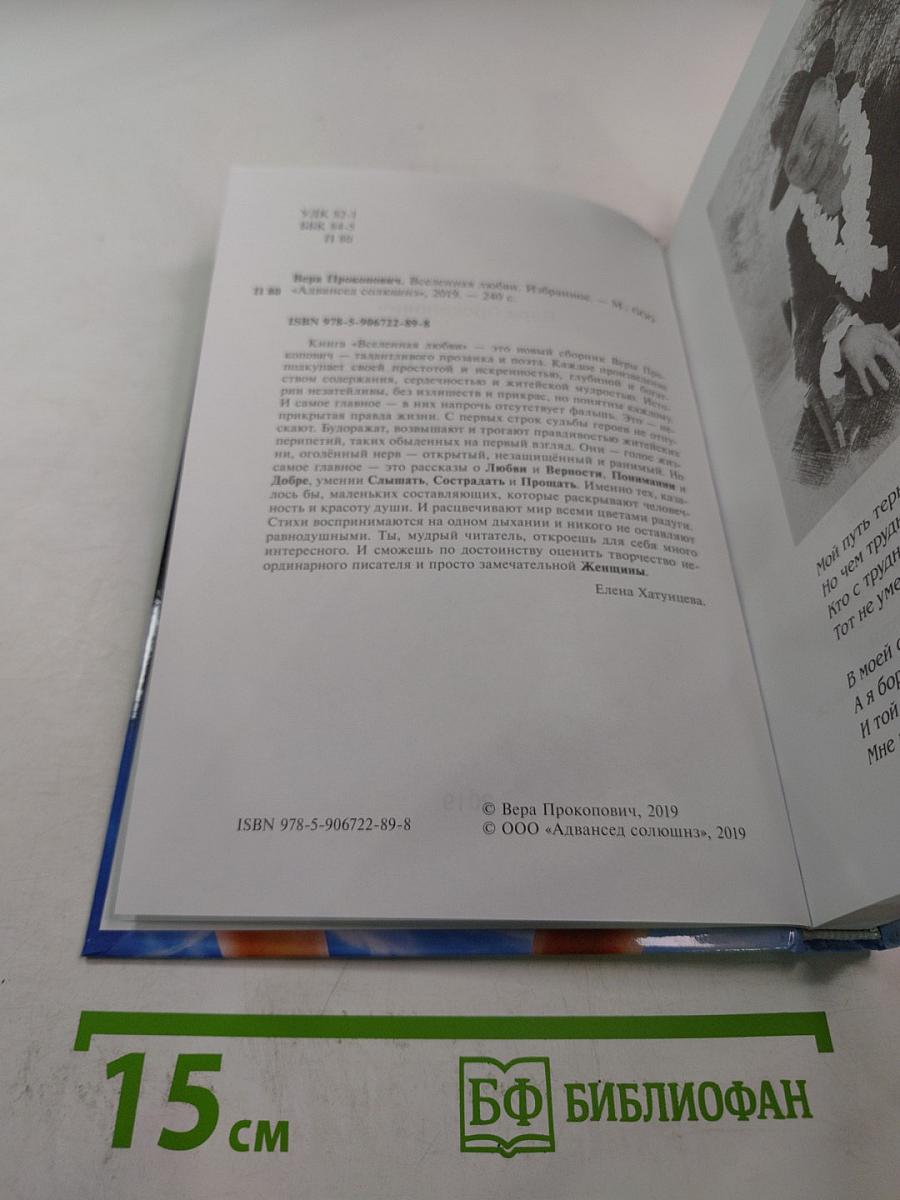 УДК 82-1
ББК 84-5
П 80
Вера Прокопович. Вселенная любви. Избранное. — М.: ООО
П 80 «Адвансед солюшнз», 2019. — 240 с.
ISBN 978-5-906722-89-8
Книга «Вселенная любви» — это новый сборник Веры Про-
копович — талантливого прозаика и поэта. Каждое произведение
подкупает своей простотой и искренностью, глубиной и богат-
ством содержания, сердечностью и житейской мудростью. Исто-
рии незатейливы, без излишеств и прикрас, но понятны каждому.
И самое главное — в них напрочь отсутствует фальшь. Это — не-
прикрытая правда жизни. С первых строк судьбы героев не отпу-
скают. Будоражат, возвышают и трогают правдивостью житейских
перипетий, таких обыденных на первый взгляд. Они — голос жиз-
ни, оголённый нерв — открытый, незащищённый и ранимый. Но
самое главное — это рассказы о Любви и Верности, Понимании и
Добре, умении Слышать, Сострадать и Прощать. Именно тех, каза-
лось бы, маленьких составляющих, которые раскрывают человеч-
ность и красоту души. И расцвечивают мир всеми цветами радуги.
Стихи воспринимаются на одном дыхании и никого не оставляют
равнодушными. Ты, мудрый читатель, откроешь для себя много
интересного. И сможешь по достоинству оценить творчество не-
ординарного писателя и просто замечательной Женщины.
Елена Хатунцева.
ISBN 978-5-906722-89-8
© Вера Прокопович, 2019
© ООО «Адвансед солюшнз», 2019
Мой путь
Но чем
Кто с
Тот не
В моей
А я
И той
Мне
15 см
БФ БИБЛИОФАН